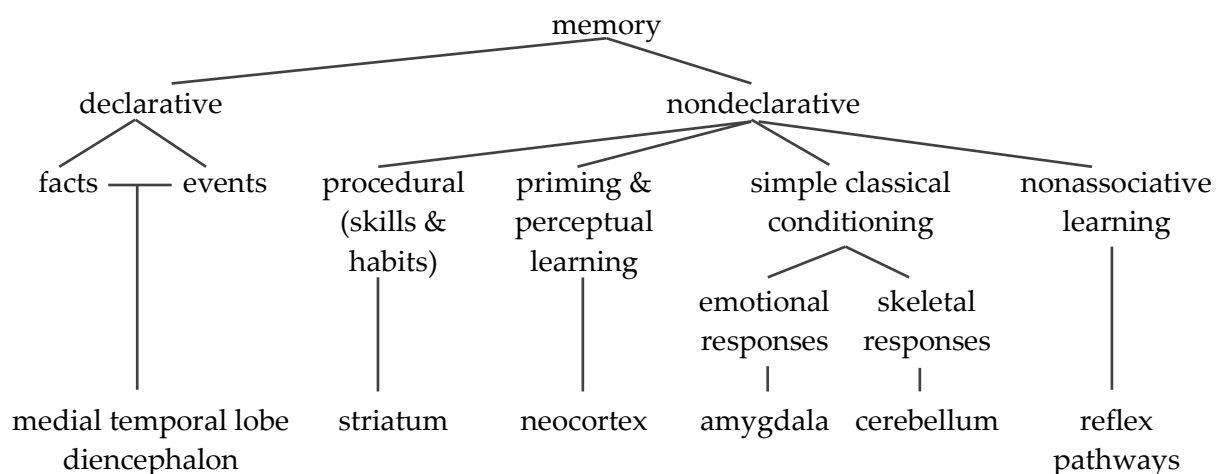 memory
declarative nondeclarative
facts events procedural priming & simple classical nonassociative
(skills & perceptual conditioning learning
habits) learning
emotional skeletal
responses responses
medial temporal lobe striatum neocortex amygdala cerebellum reflex
diencephalon pathways